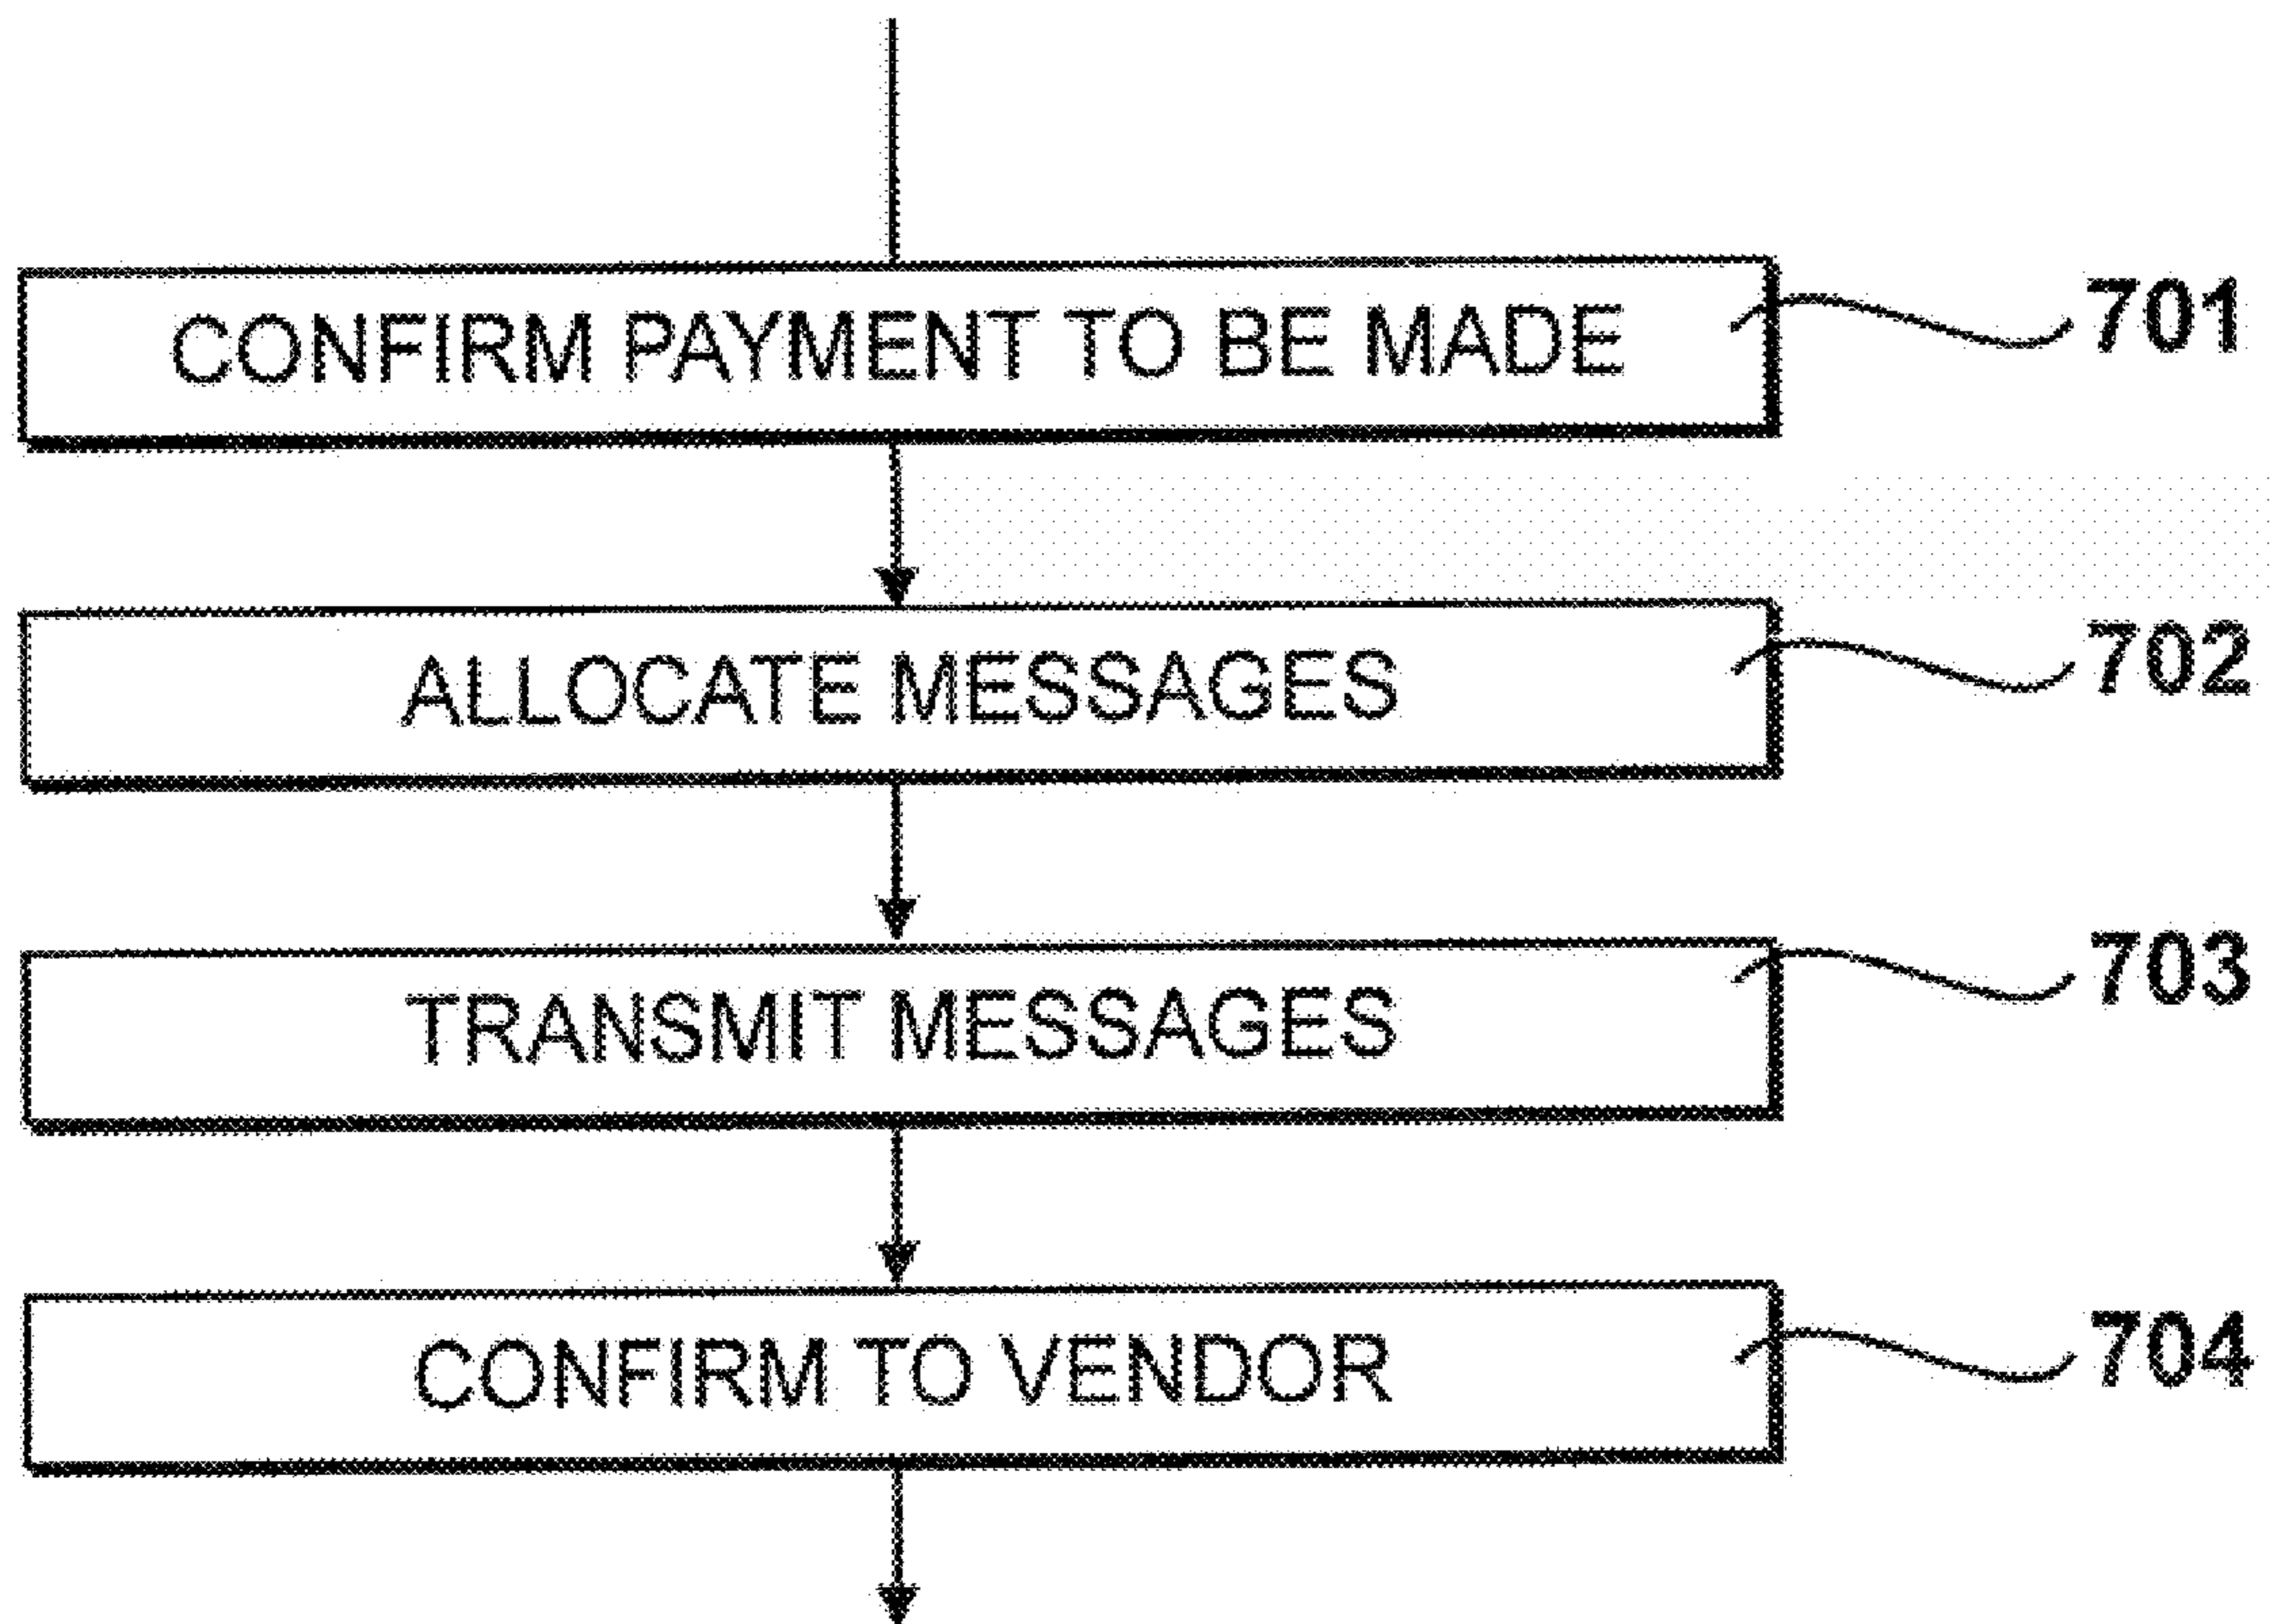 CONFIRM PAYMENT TO BE MADE 701
ALLOCATE MESSAGES 702
TRANSMIT MESSAGES 703
CONFIRM TO VENDOR 704